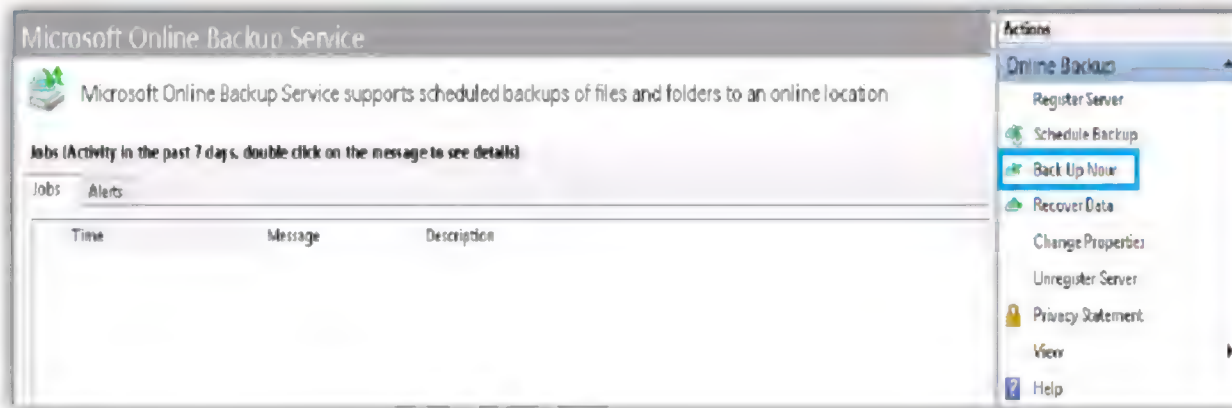 Microsoft Online Backup Service
Microsoft Online Backup Service supports scheduled backups of files and folders to an online location
Jobs (Activity in the past 7 days, double click on the message to see details)
Jobs Alerts
Time Message Description
Actions
Online Backup
Register Server
Schedule Backup
Back Up Now
Recover Data
Change Properties
Unregister Server
Privacy Statement
View
Help